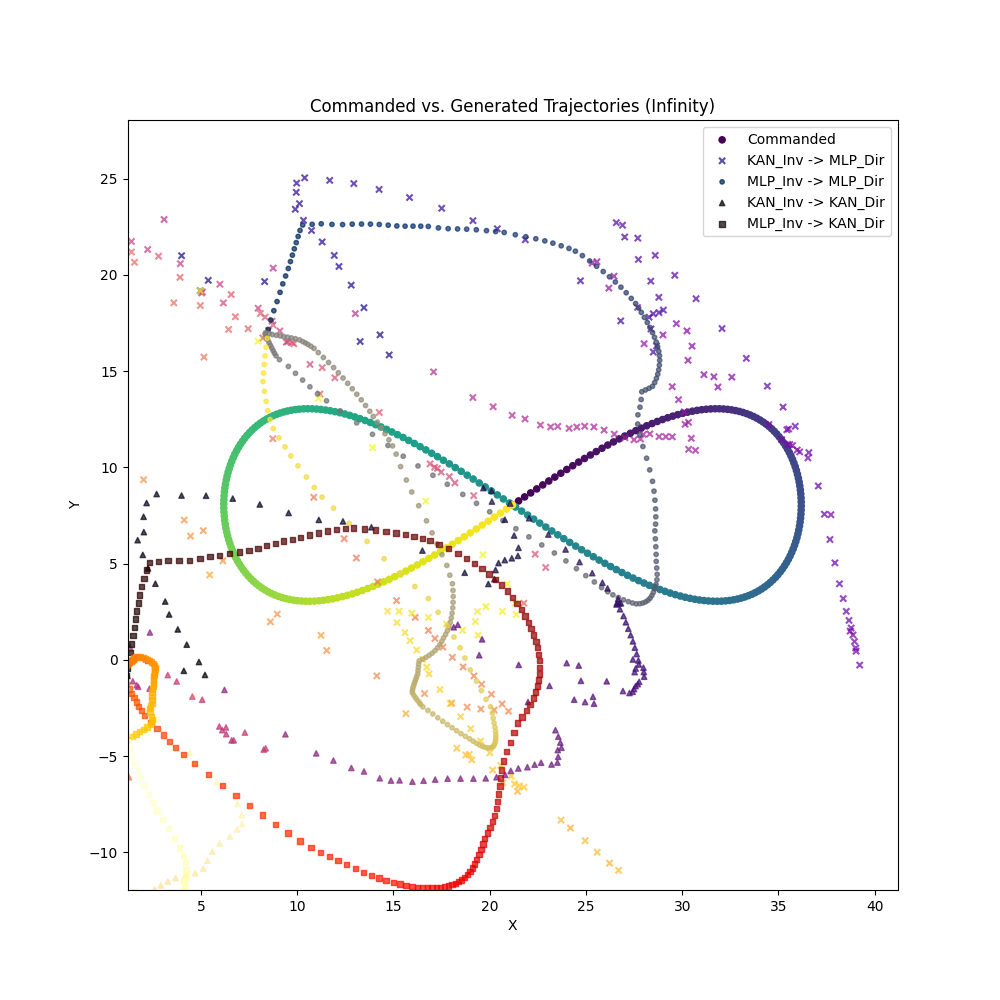 Commanded vs. Generated Trajectories (Infinity)
Commanded
KAN_Inv -> MLP_Dir
MLP_Inv -> MLP_Dir
KAN_Inv -> KAN_Dir
MLP_Inv -> KAN_Dir
25
20
15
10
5
0
−5
−10
Y
5 10 15 20 25 30 35 40
X